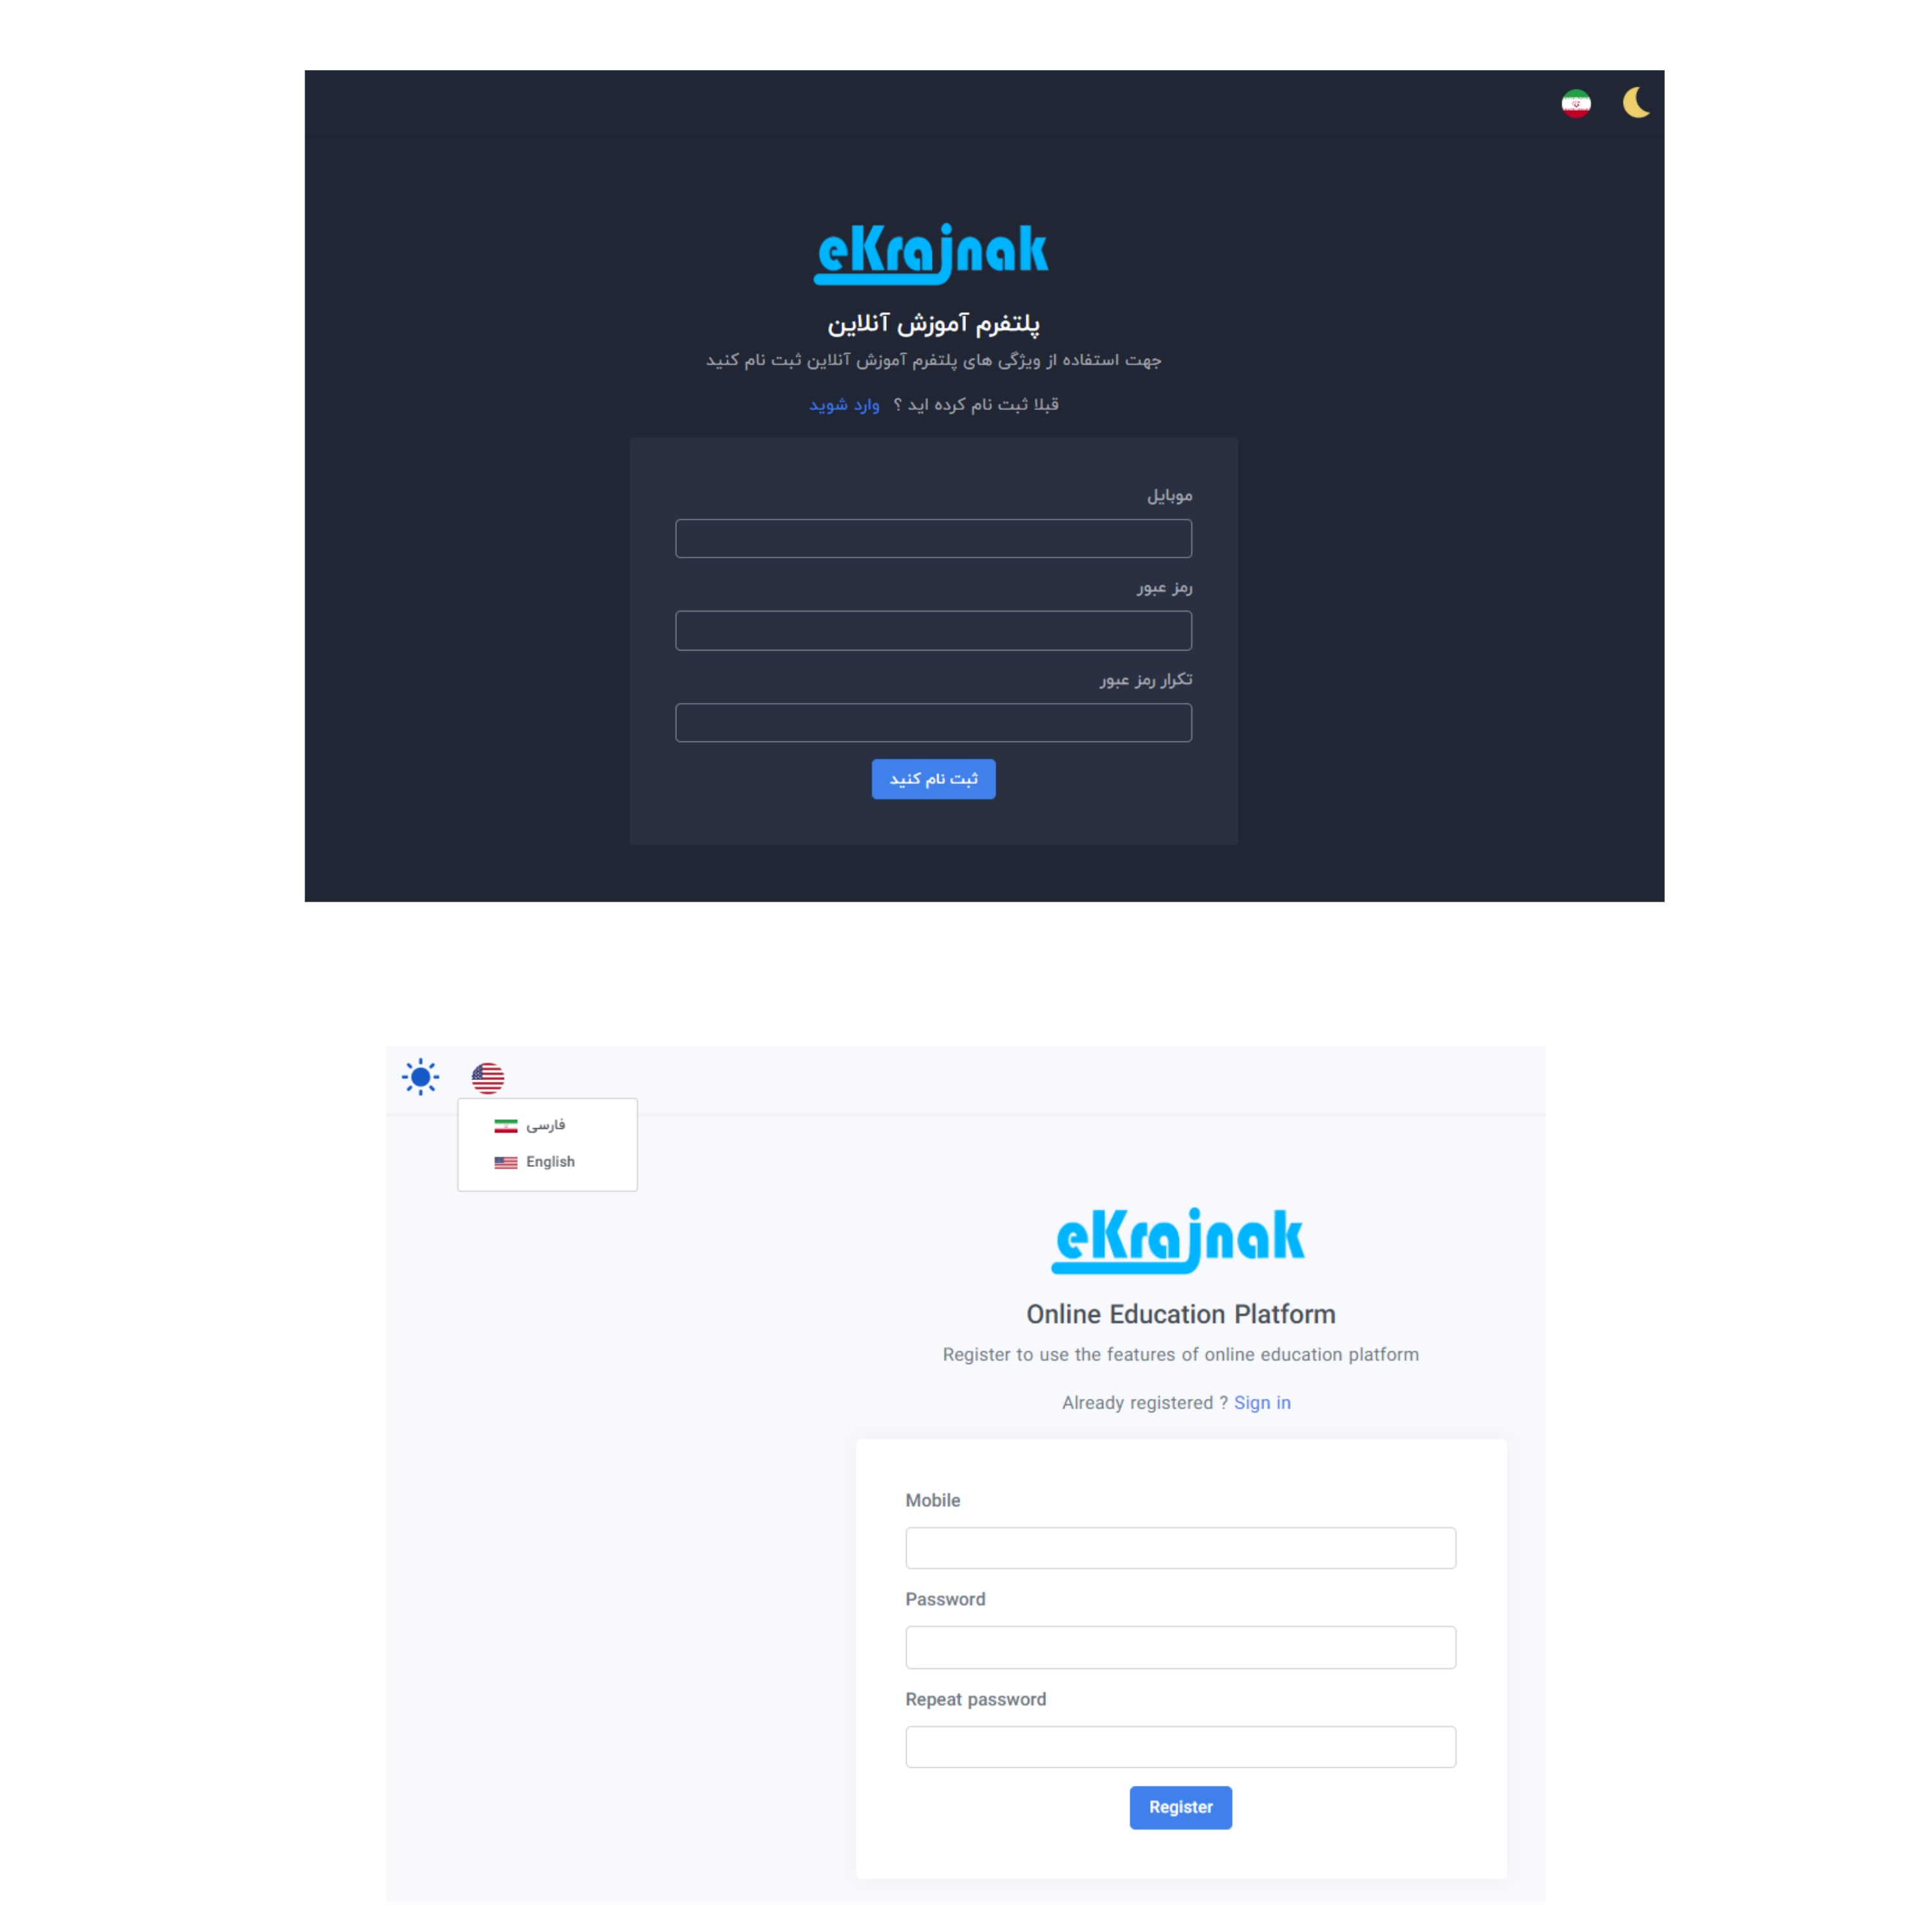 eKrajnak
پلتفرم آموزش آنلاین
جهت استفاده از ویژگی های پلتفرم آموزش آنلاین ثبت نام کنید
قبلا ثبت نام کرده اید ؟ وارد شوید
موبایل
رمز عبور
تکرار رمز عبور
ثبت نام کنید
فارسی
English
eKrajnak
Online Education Platform
Register to use the features of online education platform
Already registered ? Sign in
Mobile
Password
Repeat password
Register